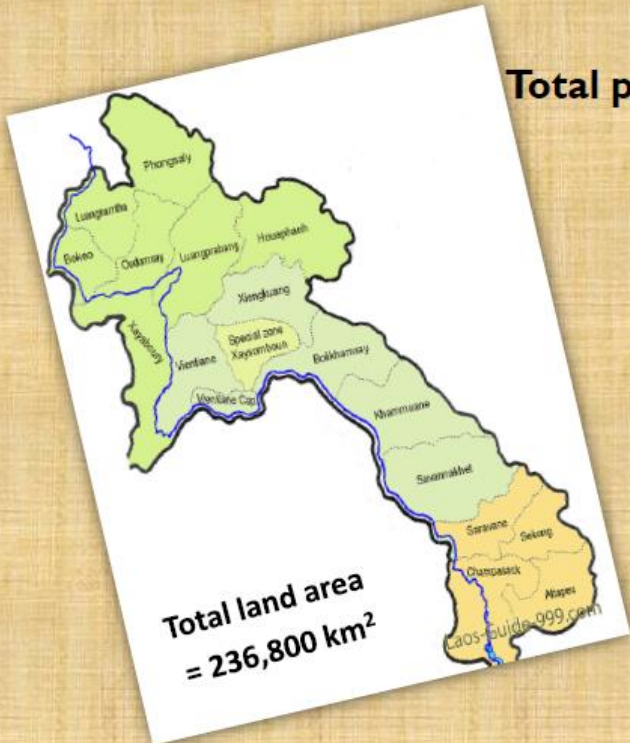 Total p
Phongsaly
Luangnamtha
Bokeo
Oudomxay
Luangprabang
Houaphanh
Xiengkuang
Xayaboury
Vientiane
Special zone
Xaysomboun
Bolikhamxay
Vientiane Cap
Khammuane
Savannakhet
Saravane
Sekong
Champasack
Attapeu
Laos-Guide-999.com
Total land area
= 236,800 km²